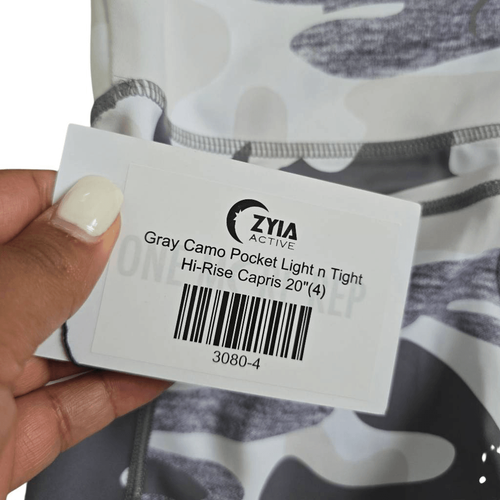 ZYIA
ACTIVE
Gray Camo Pocket Light n Tight
Hi-Rise Capris 20"(4)
3080-4